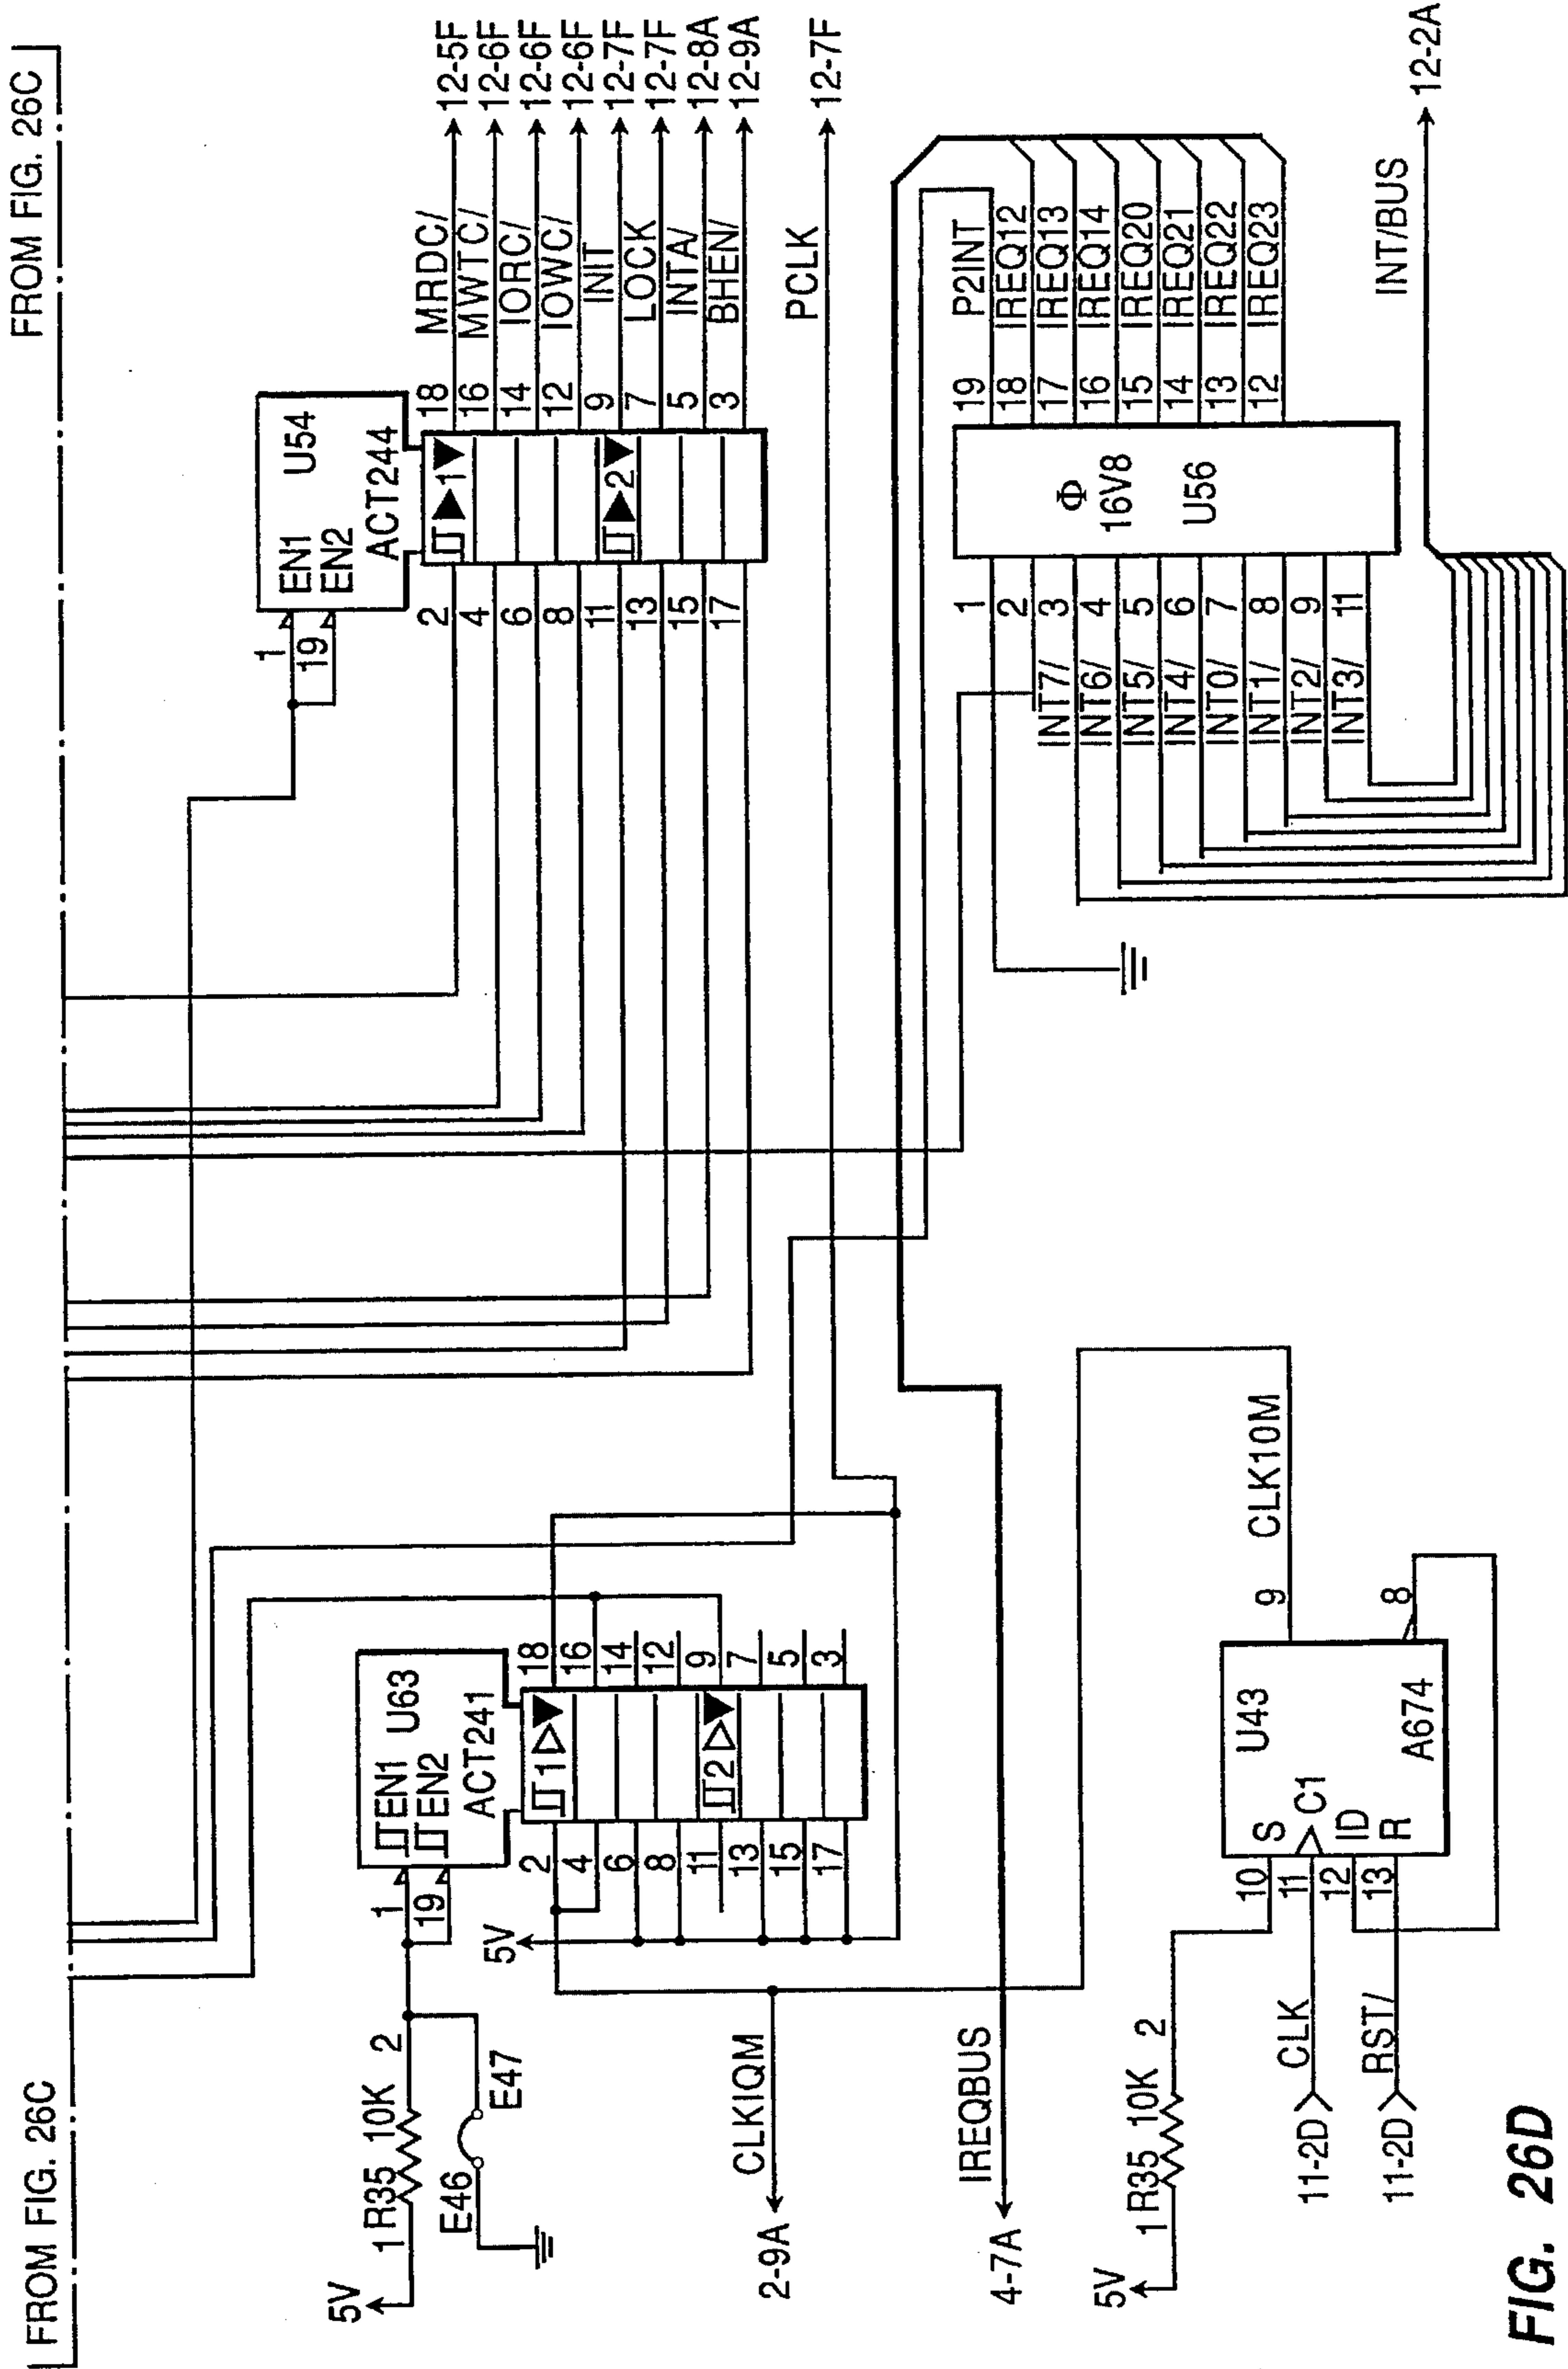 FROM FIG. 26C
FROM FIG. 26C
5V
1 R35 10K 2
E46
E47
1
19
EN1
EN2
U63
ACT241
5V
2
4
6
8
11
13
15
17
1
2
18
16
14
12
9
7
5
3
1
19
EN1
EN2
U54
ACT244
2
4
6
8
11
13
15
17
1
2
18 MRDC/ 12-5F
16 MWTC/ 12-6F
14 IORC/ 12-6F
12 IOWC/ 12-6F
9 INIT 12-7F
7 LOCK 12-7F
5 INTA/ 12-8A
3 BHEN/ 12-9A
PCLK 12-7F
2-9A
CLKIQM
4-7A
IREQBUS
1
2
INT7/ 3
INT6/ 4
INT5/ 5
INT4/ 6
INT0/ 7
INT1/ 8
INT2/ 9
INT3/ 11
Φ
16V8
U56
19 P2INT
18 IREQ12
17 IREQ13
16 IREQ14
15 IREQ20
14 IREQ21
13 IREQ22
12 IREQ23
INT/BUS 12-2A
5V
1 R35 10K 2
11-2D CLK
11-2D RST/
10
11
12
13
S
C1
ID
R
U43
A674
9 CLK10M
8
FIG. 26D